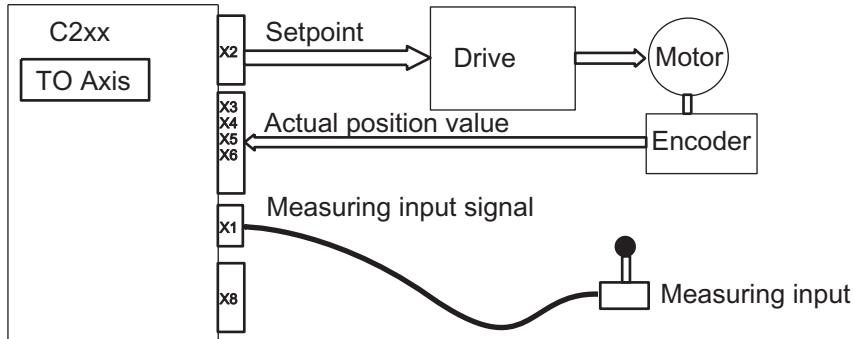 C2xx
TO Axis
X2
Setpoint
Drive
Motor
X3
X4
X5
X6
Actual position value
Encoder
X1
Measuring input signal
X8
Measuring input